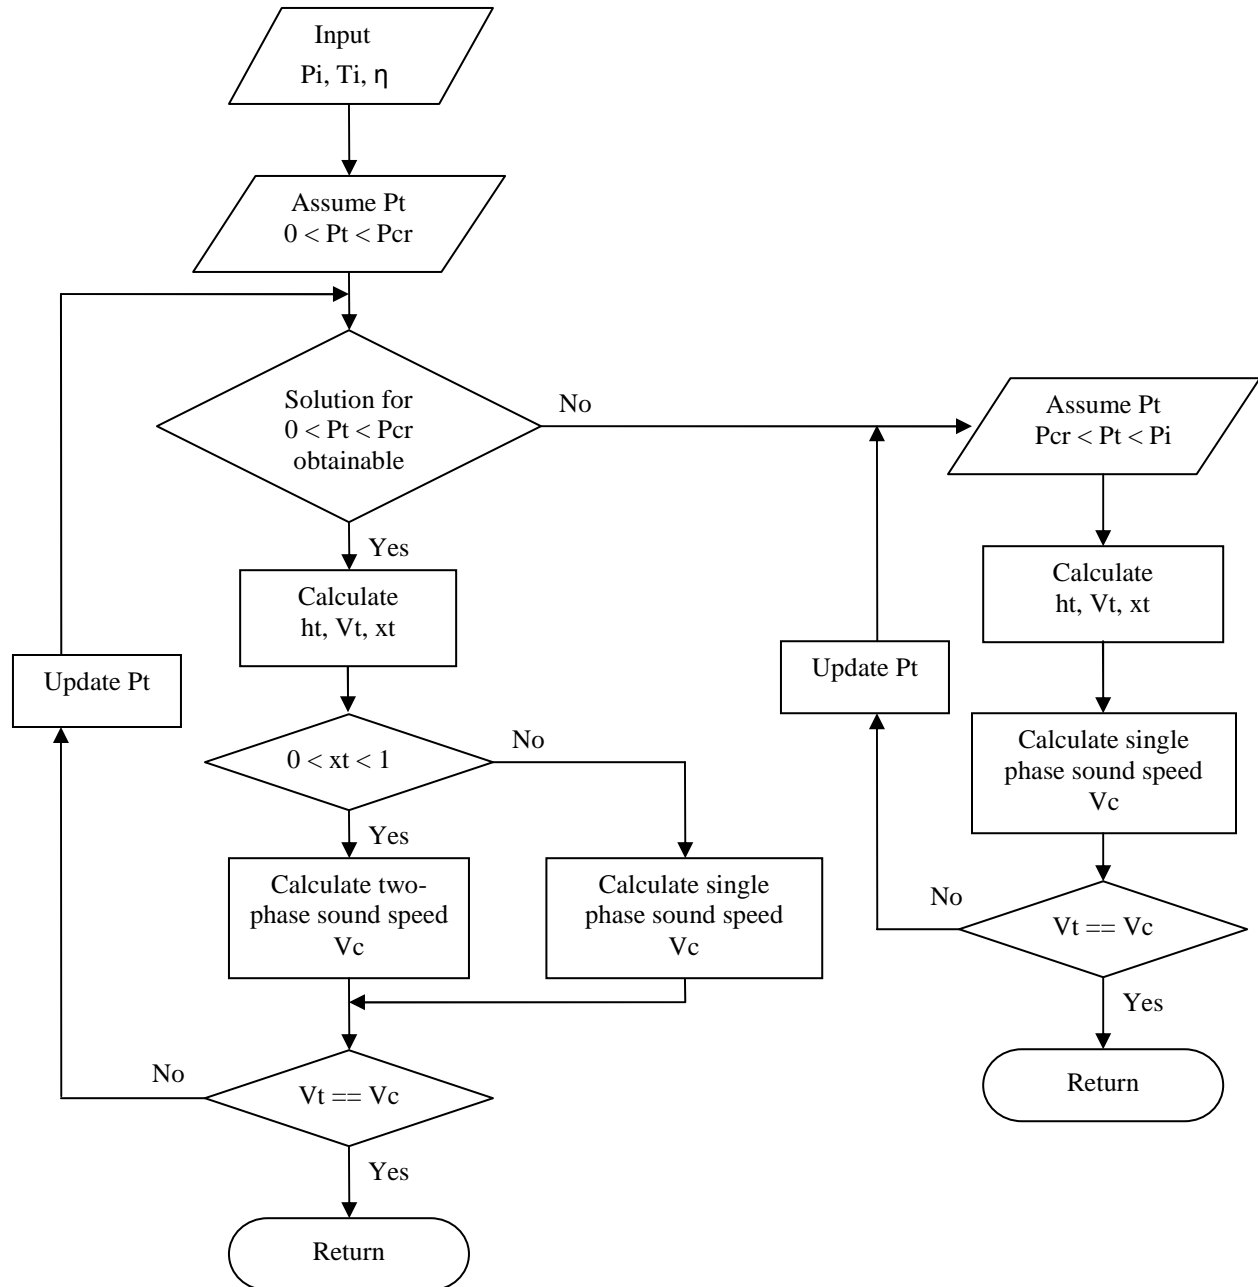 Input
Pi, Ti, η
Assume Pt
0 < Pt < Pcr
Solution for
0 < Pt < Pcr
obtainable
No
Assume Pt
Pcr < Pt < Pi
Yes
Calculate
ht, Vt, xt
Calculate
ht, Vt, xt
Update Pt
Update Pt
0 < xt < 1
No
Calculate single
phase sound speed
Vc
Yes
Calculate two-
phase sound speed
Vc
Calculate single
phase sound speed
Vc
No
Vt == Vc
Yes
Return
No
Vt == Vc
Yes
Return